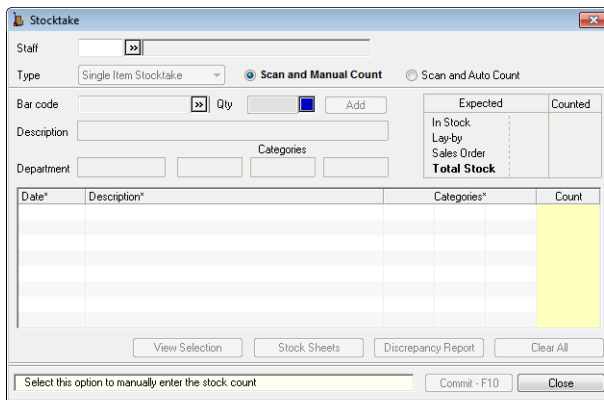 Stocktake
Staff »
Type Single Item Stocktake Scan and Manual Count Scan and Auto Count
Bar code » Qty Add Expected Counted
In Stock
Description Lay-by
Categories Sales Order
Department Total Stock
Date* Description* Categories* Count
View Selection Stock Sheets Discrepancy Report Clear All
Select this option to manually enter the stock count Commit - F10 Close